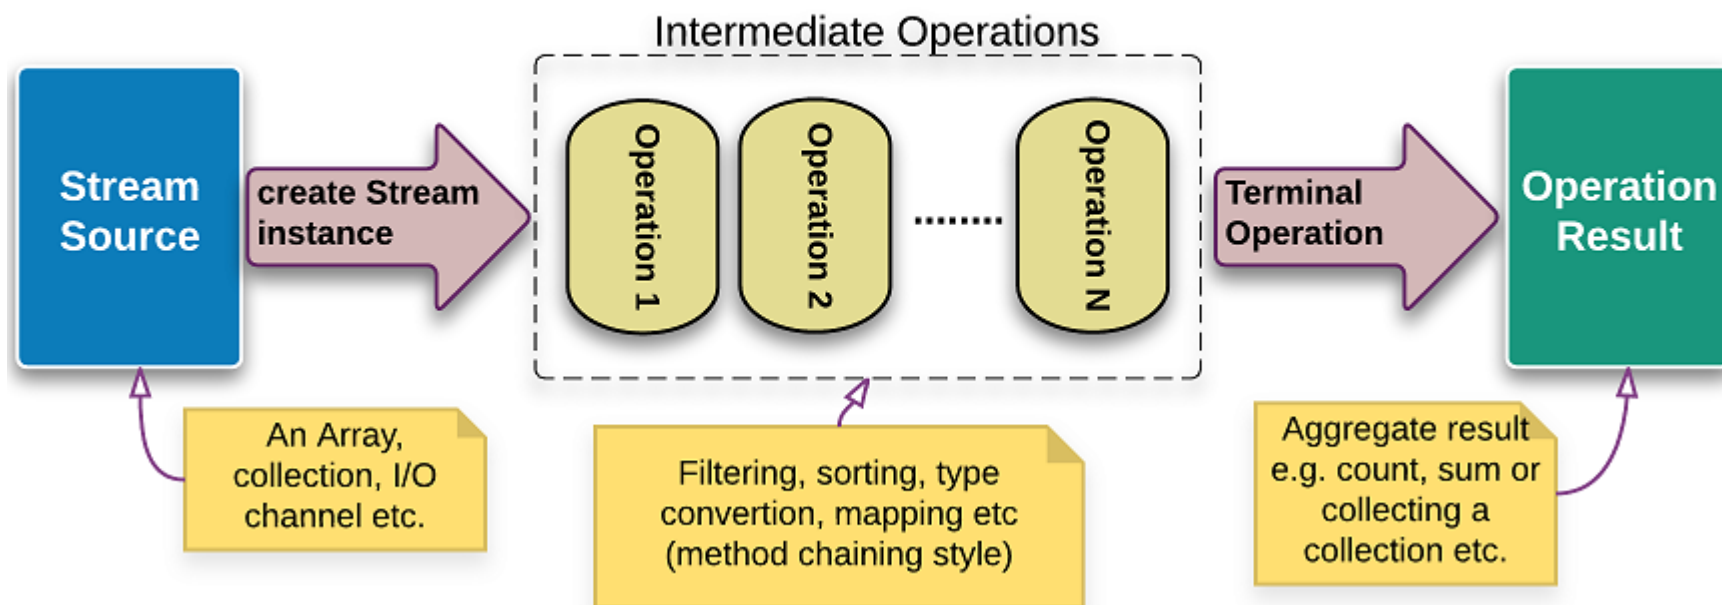 Intermediate Operations
Stream
Source
create Stream
instance
Operation 1
Operation 2
Operation N
Terminal
Operation
Operation
Result
An Array,
collection, I/O
channel etc.
Filtering, sorting, type
convertion, mapping etc
(method chaining style)
Aggregate result
e.g. count, sum or
collecting a
collection etc.